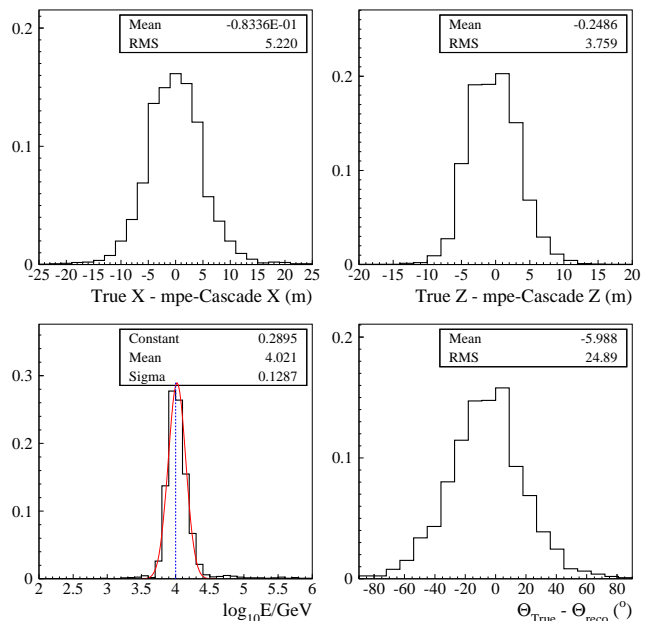 Mean -0.8336E-01
RMS 5.220
0.2
0.1
0
-25 -20 -15 -10 -5 0 5 10 15 20 25
True X - mpe-Cascade X (m)
Mean -0.2486
RMS 3.759
0.2
0.1
0
-20 -15 -10 -5 0 5 10 15 20
True Z - mpe-Cascade Z (m)
Constant 0.2895
Mean 4.021
Sigma 0.1287
0.3
0.2
0.1
0
2 2.5 3 3.5 4 4.5 5 5.5 6
log10E/GeV
Mean -5.988
RMS 24.89
0.2
0.1
0
-80 -60 -40 -20 0 20 40 60 80
ΘTrue - Θreco (°)